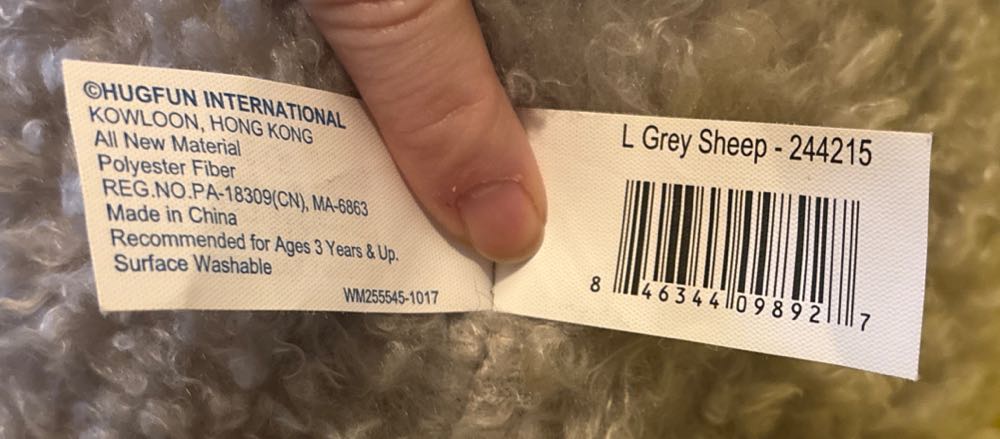 ©HUGFUN INTERNATIONAL
KOWLOON, HONG KONG
All New Material
Polyester Fiber
REG.NO.PA-18309(CN), MA-6863
Made in China
Recommended for Ages 3 Years & Up.
Surface Washable
WM255545-1017
L Grey Sheep - 244215
8 46344 09892 7